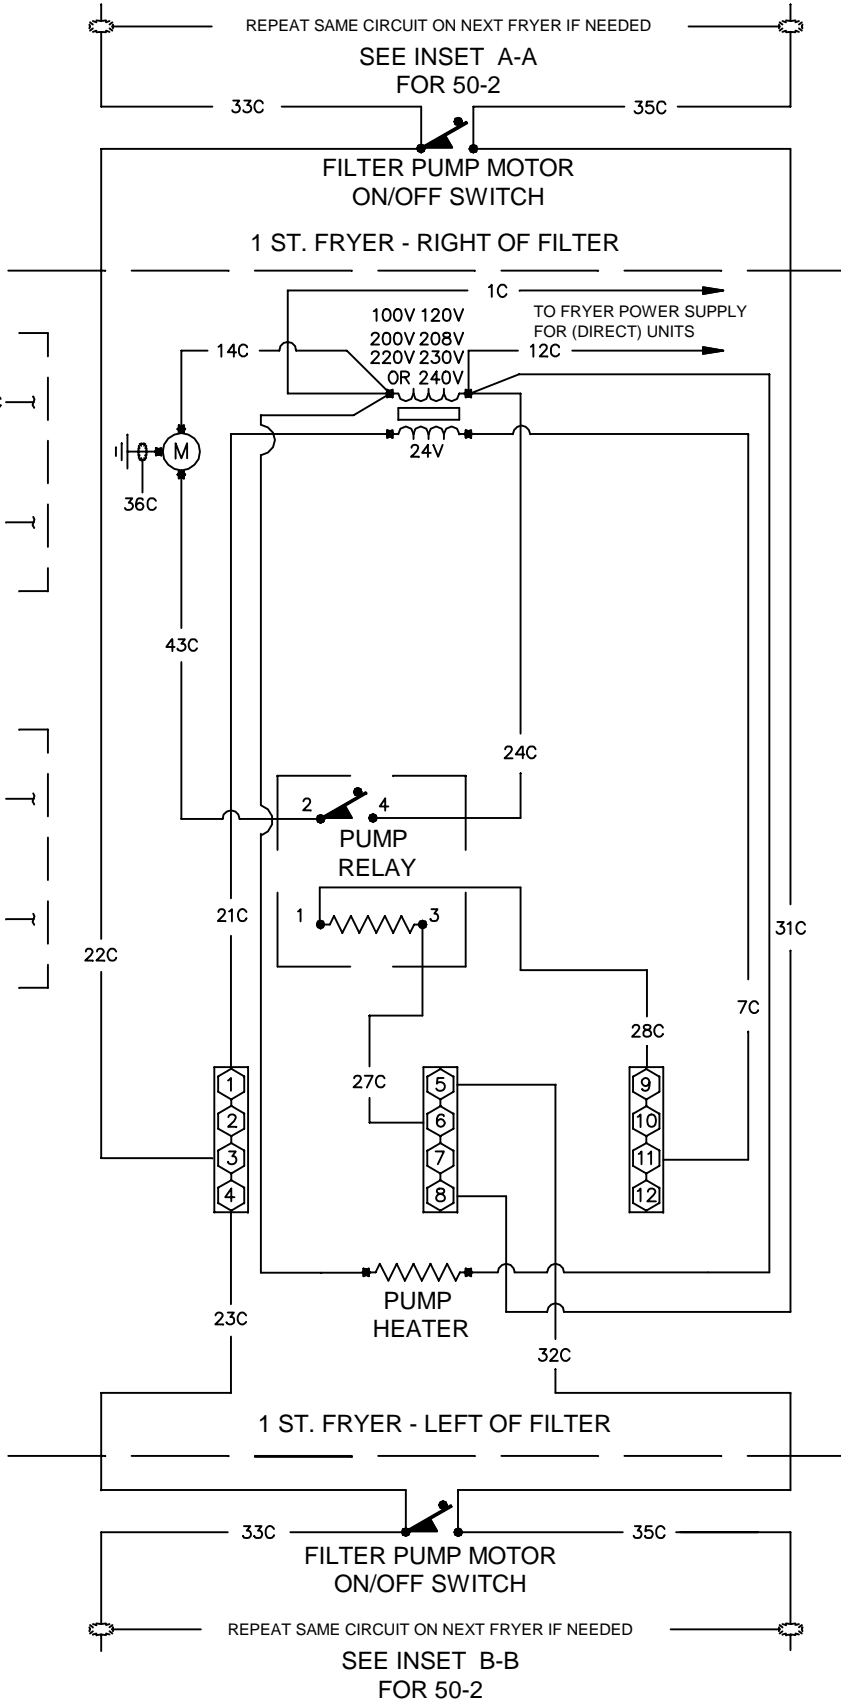 REPEAT SAME CIRCUIT ON NEXT FRYER IF NEEDED
SEE INSET A-A
FOR 50-2
33C
35C
FILTER PUMP MOTOR
ON/OFF SWITCH
1 ST. FRYER - RIGHT OF FILTER
1C
100V 120V
TO FRYER POWER SUPPLY
200V 208V
FOR (DIRECT) UNITS
14C
220V 230V
12C
OR 240V
M
24V
36C
43C
24C
2
4
PUMP
RELAY
1
3
21C
31C
22C
7C
28C
27C
1
5
9
2
6
10
3
7
11
4
8
12
PUMP
HEATER
23C
32C
1 ST. FRYER - LEFT OF FILTER
33C
35C
FILTER PUMP MOTOR
ON/OFF SWITCH
REPEAT SAME CIRCUIT ON NEXT FRYER IF NEEDED
SEE INSET B-B
FOR 50-2